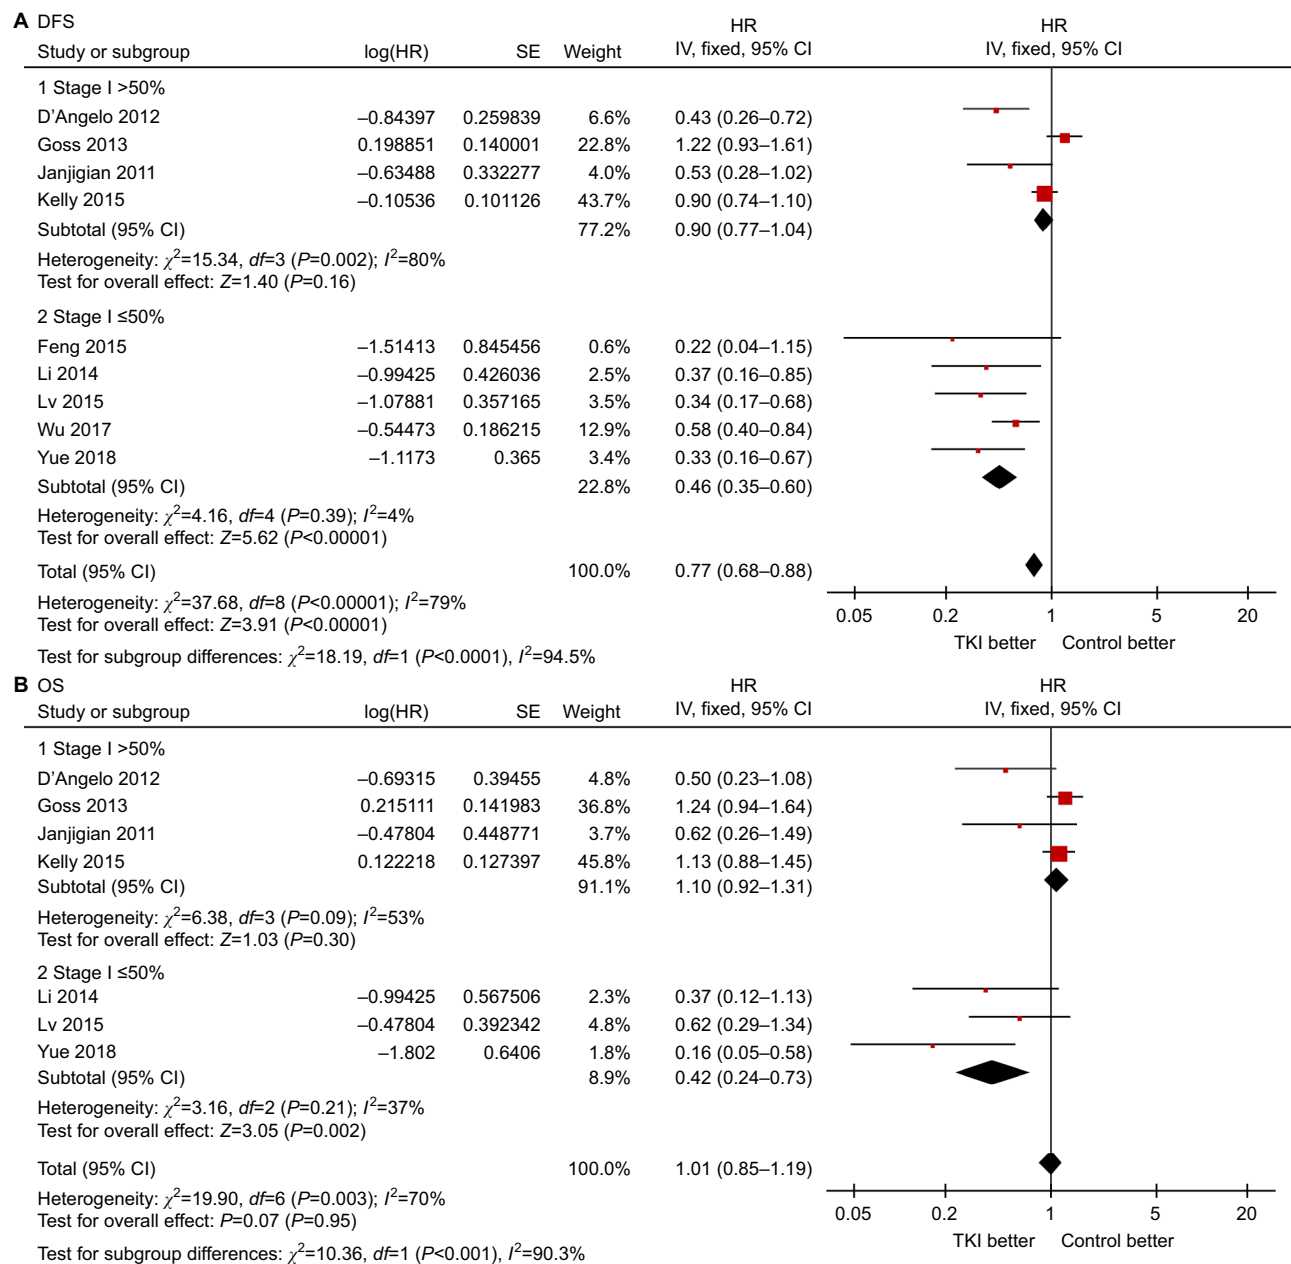 A DFS
HR HR
Study or subgroup log(HR) SE Weight IV, fixed, 95% CI IV, fixed, 95% CI
1 Stage I >50%
D’Angelo 2012 –0.84397 0.259839 6.6% 0.43 (0.26–0.72)
Goss 2013 0.198851 0.140001 22.8% 1.22 (0.93–1.61)
Janjigian 2011 –0.63488 0.332277 4.0% 0.53 (0.28–1.02)
Kelly 2015 –0.10536 0.101126 43.7% 0.90 (0.74–1.10)
Subtotal (95% CI) 77.2% 0.90 (0.77–1.04)
Heterogeneity: χ²=15.34, df=3 (P=0.002); I²=80%
Test for overall effect: Z=1.40 (P=0.16)
2 Stage I ≤50%
Feng 2015 –1.51413 0.845456 0.6% 0.22 (0.04–1.15)
Li 2014 –0.99425 0.426036 2.5% 0.37 (0.16–0.85)
Lv 2015 –1.07881 0.357165 3.5% 0.34 (0.17–0.68)
Wu 2017 –0.54473 0.186215 12.9% 0.58 (0.40–0.84)
Yue 2018 –1.1173 0.365 3.4% 0.33 (0.16–0.67)
Subtotal (95% CI) 22.8% 0.46 (0.35–0.60)
Heterogeneity: χ²=4.16, df=4 (P=0.39); I²=4%
Test for overall effect: Z=5.62 (P<0.00001)
Total (95% CI) 100.0% 0.77 (0.68–0.88)
Heterogeneity: χ²=37.68, df=8 (P<0.00001); I²=79%
Test for overall effect: Z=3.91 (P<0.00001)
Test for subgroup differences: χ²=18.19, df=1 (P<0.0001), I²=94.5%
0.05 0.2 1 5 20
TKI better Control better
B OS
HR HR
Study or subgroup log(HR) SE Weight IV, fixed, 95% CI IV, fixed, 95% CI
1 Stage I >50%
D’Angelo 2012 –0.69315 0.39455 4.8% 0.50 (0.23–1.08)
Goss 2013 0.215111 0.141983 36.8% 1.24 (0.94–1.64)
Janjigian 2011 –0.47804 0.448771 3.7% 0.62 (0.26–1.49)
Kelly 2015 0.122218 0.127397 45.8% 1.13 (0.88–1.45)
Subtotal (95% CI) 91.1% 1.10 (0.92–1.31)
Heterogeneity: χ²=6.38, df=3 (P=0.09); I²=53%
Test for overall effect: Z=1.03 (P=0.30)
2 Stage I ≤50%
Li 2014 –0.99425 0.567506 2.3% 0.37 (0.12–1.13)
Lv 2015 –0.47804 0.392342 4.8% 0.62 (0.29–1.34)
Yue 2018 –1.802 0.6406 1.8% 0.16 (0.05–0.58)
Subtotal (95% CI) 8.9% 0.42 (0.24–0.73)
Heterogeneity: χ²=3.16, df=2 (P=0.21); I²=37%
Test for overall effect: Z=3.05 (P=0.002)
Total (95% CI) 100.0% 1.01 (0.85–1.19)
Heterogeneity: χ²=19.90, df=6 (P=0.003); I²=70%
Test for overall effect: P=0.07 (P=0.95)
Test for subgroup differences: χ²=10.36, df=1 (P<0.001), I²=90.3%
0.05 0.2 1 5 20
TKI better Control better